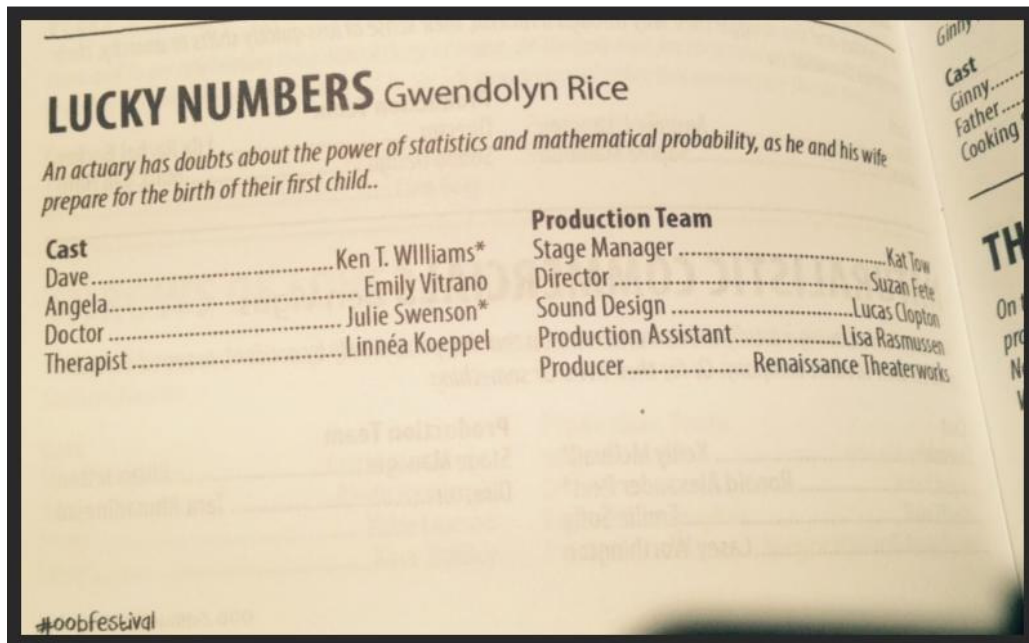 LUCKY NUMBERS Gwendolyn Rice
An actuary has doubts about the power of statistics and mathematical probability, as he and his wife
prepare for the birth of their first child..
Cast
Dave..........Ken T. WIlliams*
Angela..........Emily Vitrano
Doctor..........Julie Swenson*
Therapist..........Linnéa Koeppel
Production Team
Stage Manager..........Kat Tow
Director..........Suzan Fete
Sound Design..........Lucas Clopton
Production Assistant..........Lisa Rasmussen
Producer..........Renaissance Theaterworks
#oobfestival
Ginny
Cast
Ginny.....
Father.....
Cooking
TH
On